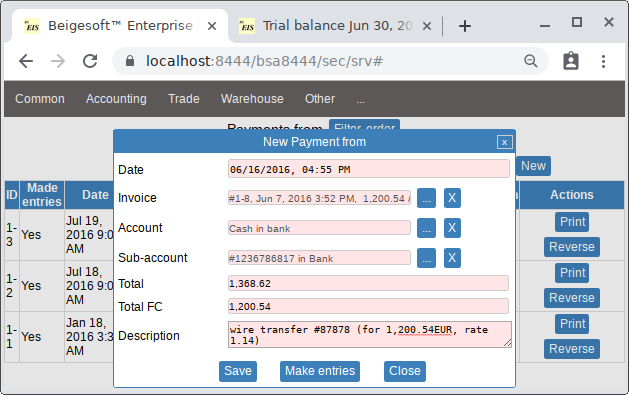 EIS Beigesoft™ Enterprise
EIS Trial balance Jun 30, 20
localhost:8444/bsa8444/sec/srv#
Common Accounting Trade Warehouse Other ...
Payments from Filter, order
New Payment from x
New
ID Made entries Date Actions
Date 06/16/2016, 04:55 PM
Invoice #1-8, Jun 7, 2016 3:52 PM, 1,200.54 / ... X
Account Cash in bank ... X
Sub-account #1236786817 in Bank ... X
Total 1,368.62
Total FC 1,200.54
Description wire transfer #87878 (for 1,200.54EUR, rate
1.14)
Save Make entries Close
1-3 Yes Jul 19, 2016 9:0 AM Print
Reverse
1-2 Yes Jul 18, 2016 9:0 AM Print
Reverse
1-1 Yes Jan 18, 2016 3:3 AM Print
Reverse